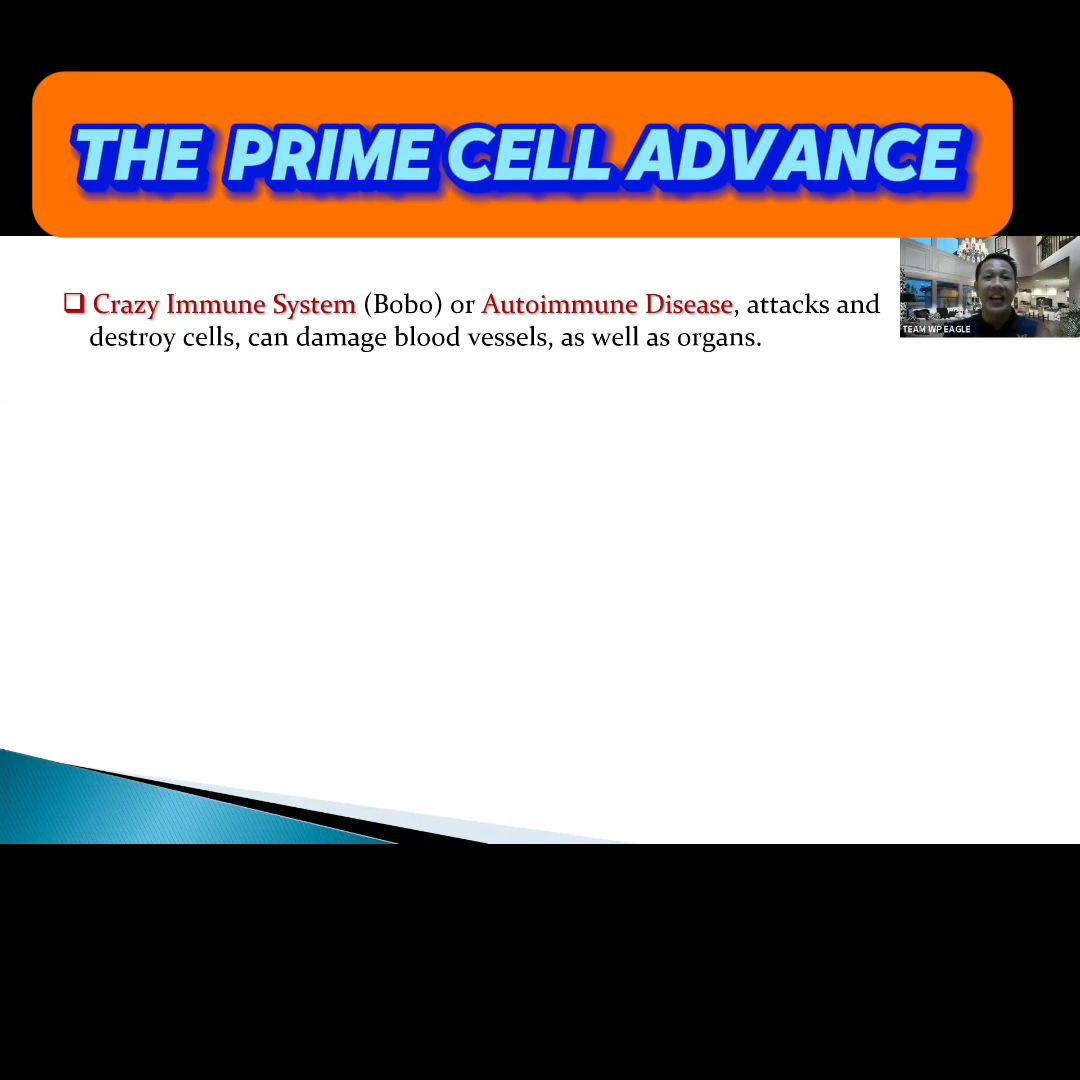 THE PRIME CELL ADVANCE
Crazy Immune System (Bobo) or Autoimmune Disease, attacks and
destroy cells, can damage blood vessels, as well as organs.
TEAM WP EAGLE